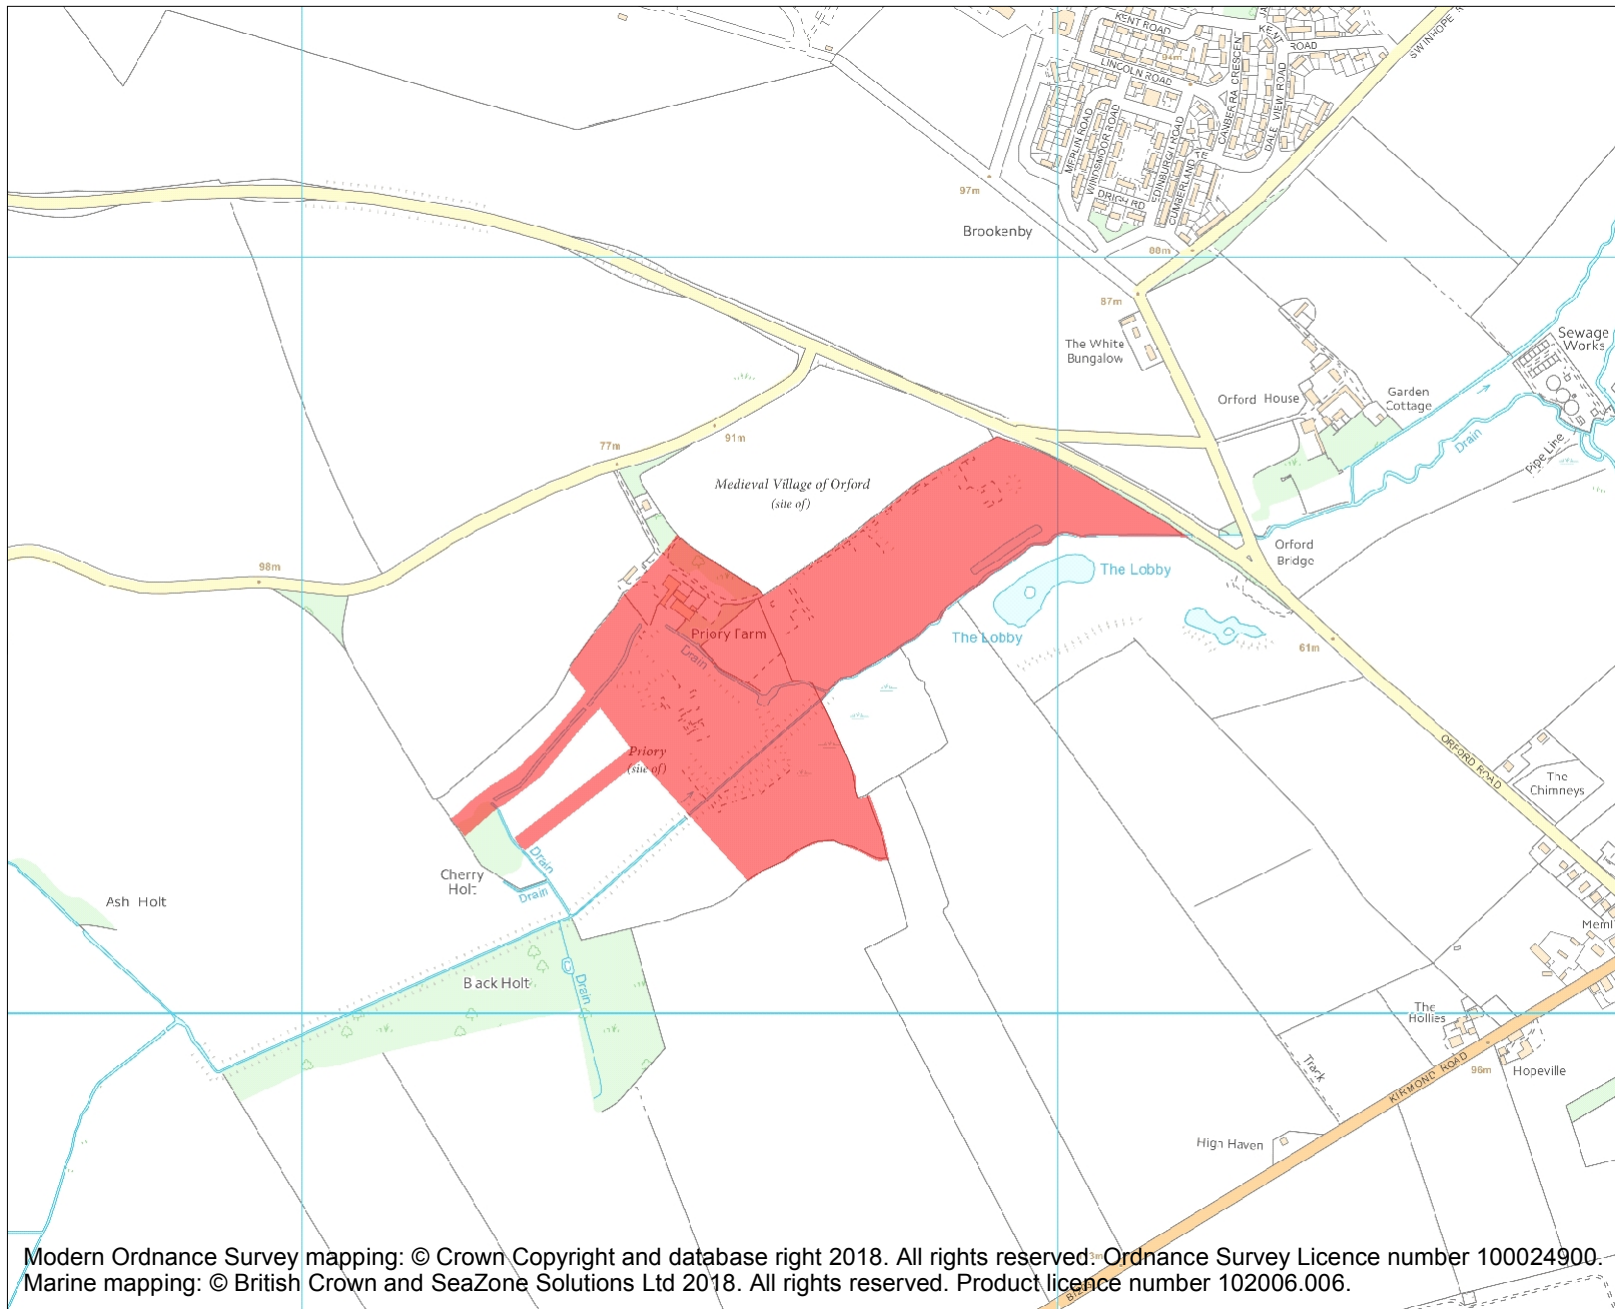 KENT ROAD
KENT
ROAD
SWINHOPE
LINCOLN ROAD
CANBERRA CRESCENT
DALE VIEW ROAD
MERLIN ROAD
WINDSMOOR ROAD
EDINBURGH ROAD
CUMBERLAND
97m
Brookenby
88m
87m
The White
Bungalow
Sewage
Works
Orford House
Garden
Cottage
Drain
Pipe Line
91m
77m
Medieval Village of Orford
(site of)
98m
Orford
Bridge
The Lobby
The Lobby
61m
Priory Farm
Drain
Priory
(site of)
ORFORD ROAD
The
Chimneys
Cherry
Holt
Drain
Drain
Ash Holt
Black Holt
Drain
The
Hollies
KIRMOND ROAD
96m
Hopeville
Track
High Haven
Modern Ordnance Survey mapping: © Crown Copyright and database right 2018. All rights reserved. Ordnance Survey Licence number 100024900.
Marine mapping: © British Crown and SeaZone Solutions Ltd 2018. All rights reserved. Product licence number 102006.006.